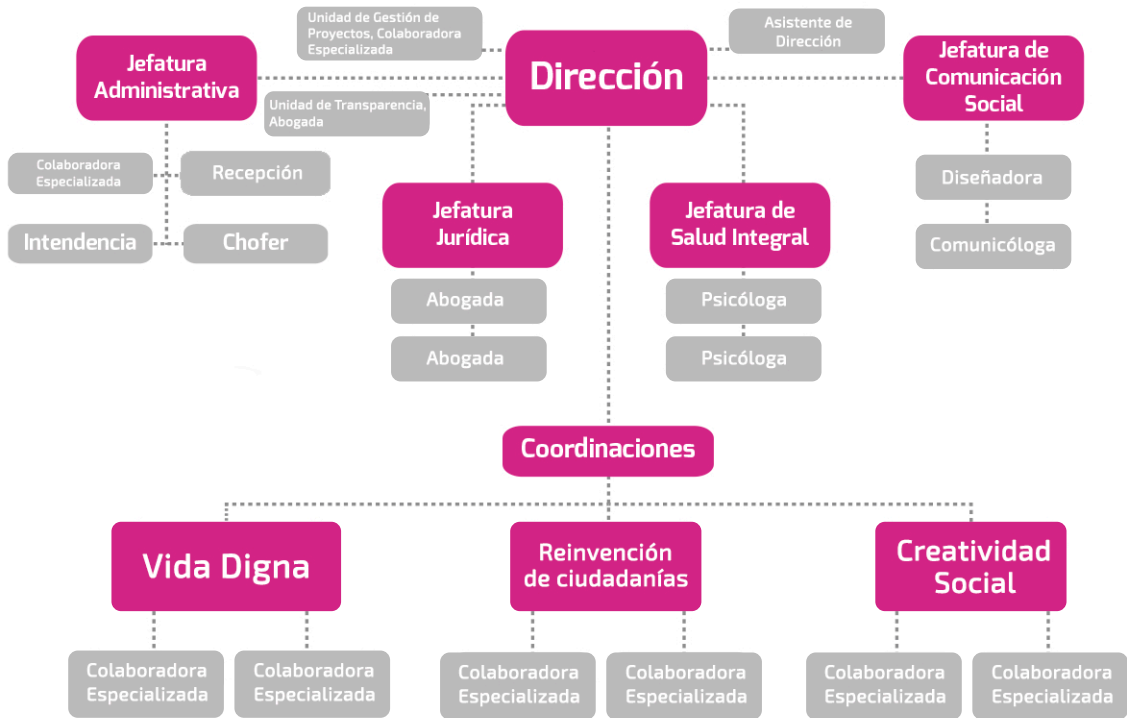 Unidad de Gestión de
Proyectos, Colaboradora
Especializada
Asistente de
Dirección
Jefatura
Administrativa
Dirección
Jefatura de
Comunicación
Social
Unidad de Transparencia,
Abogada
Colaboradora
Especializada
Recepción
Intendencia
Chofer
Jefatura
Jurídica
Abogada
Abogada
Jefatura de
Salud Integral
Psicóloga
Psicóloga
Diseñadora
Comunicóloga
Coordinaciones
Vida Digna
Reinvención
de ciudadanías
Creatividad
Social
Colaboradora
Especializada
Colaboradora
Especializada
Colaboradora
Especializada
Colaboradora
Especializada
Colaboradora
Especializada
Colaboradora
Especializada